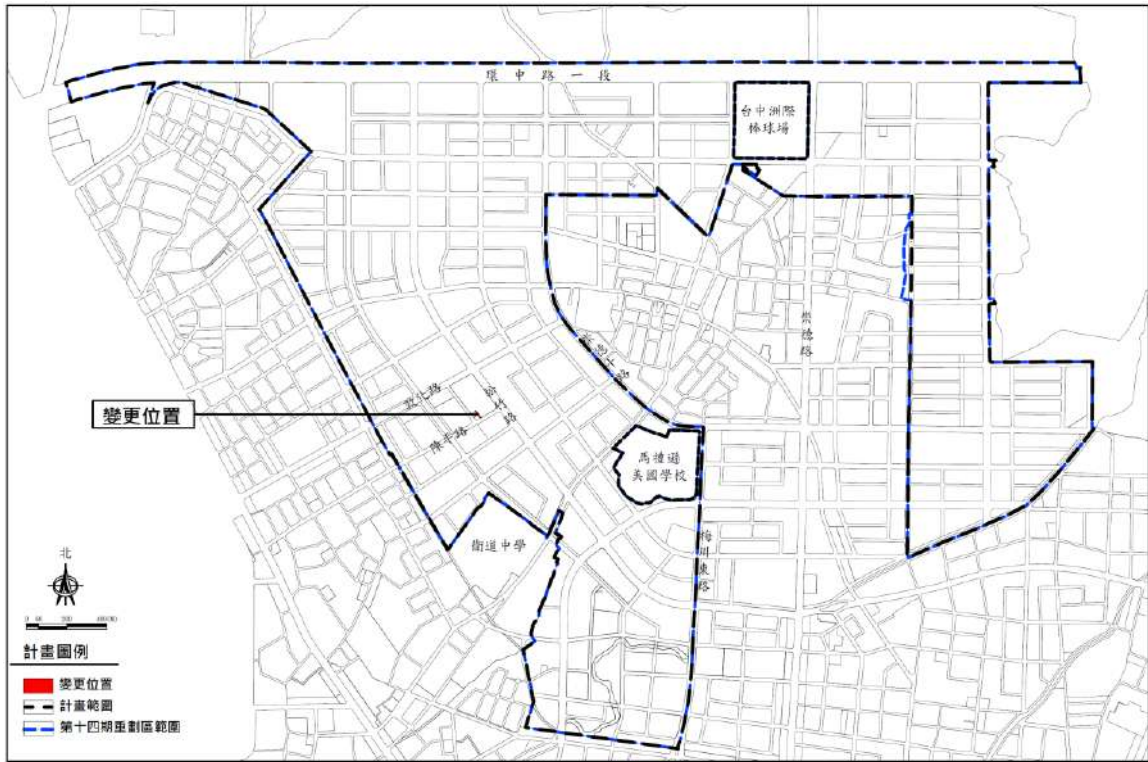 環中路一段
台中洲際
棒球場
崇德路
敦化路
松竹路
變更位置
陳平路
馬禮遜
美國學校
梅川東路
衛道中學
北
計畫圖例
變更位置
計畫範圍
第十四期重劃區範圍